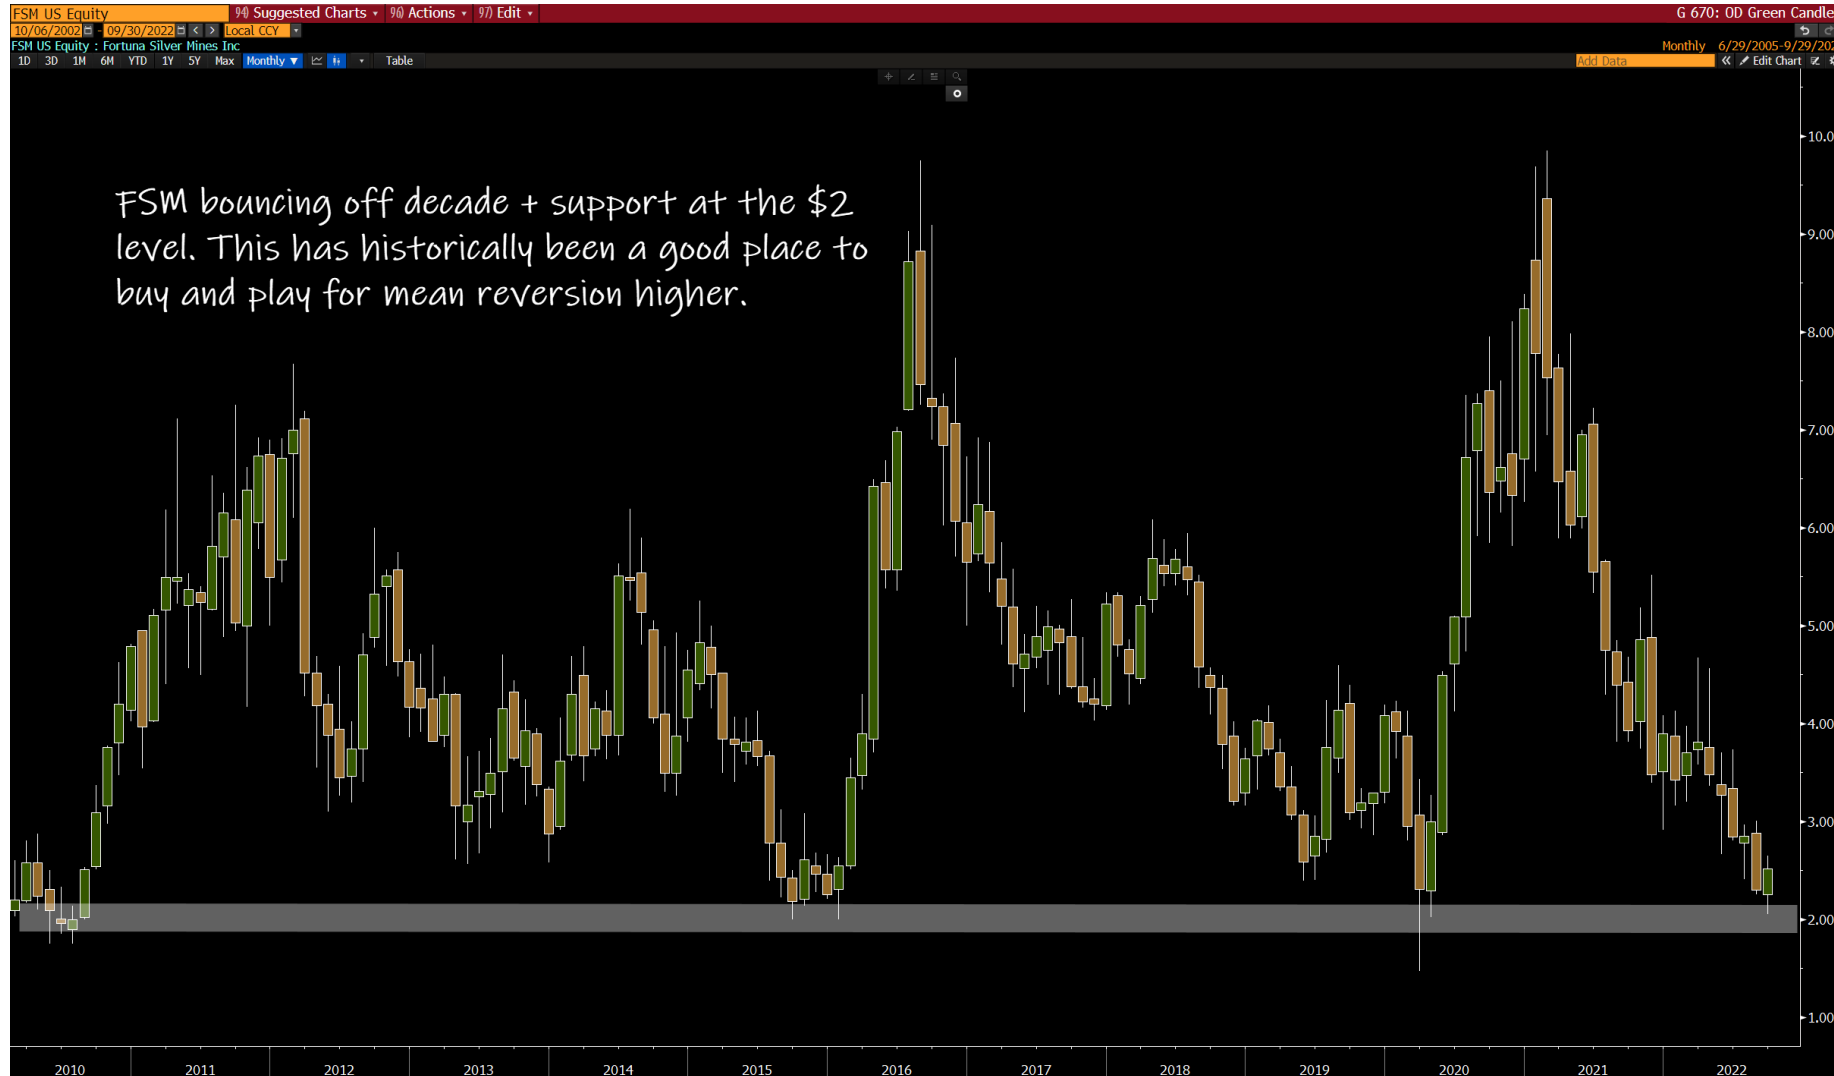 FSM US Equity
94) Suggested Charts
96) Actions
97) Edit
G 670: OD Green Candle
10/06/2002 - 09/30/2022 Local CCY
FSM US Equity : Fortuna Silver Mines Inc
Monthly 6/29/2005-9/29/202
1D 3D 1M 6M YTD 1Y 5Y Max Monthly ▼ Table
Add Data « Edit Chart
FSM bouncing off decade + support at the $2
level. This has historically been a good place to
buy and play for mean reversion higher.
10.00
9.00
8.00
7.00
6.00
5.00
4.00
3.00
2.00
1.00
2010 2011 2012 2013 2014 2015 2016 2017 2018 2019 2020 2021 2022